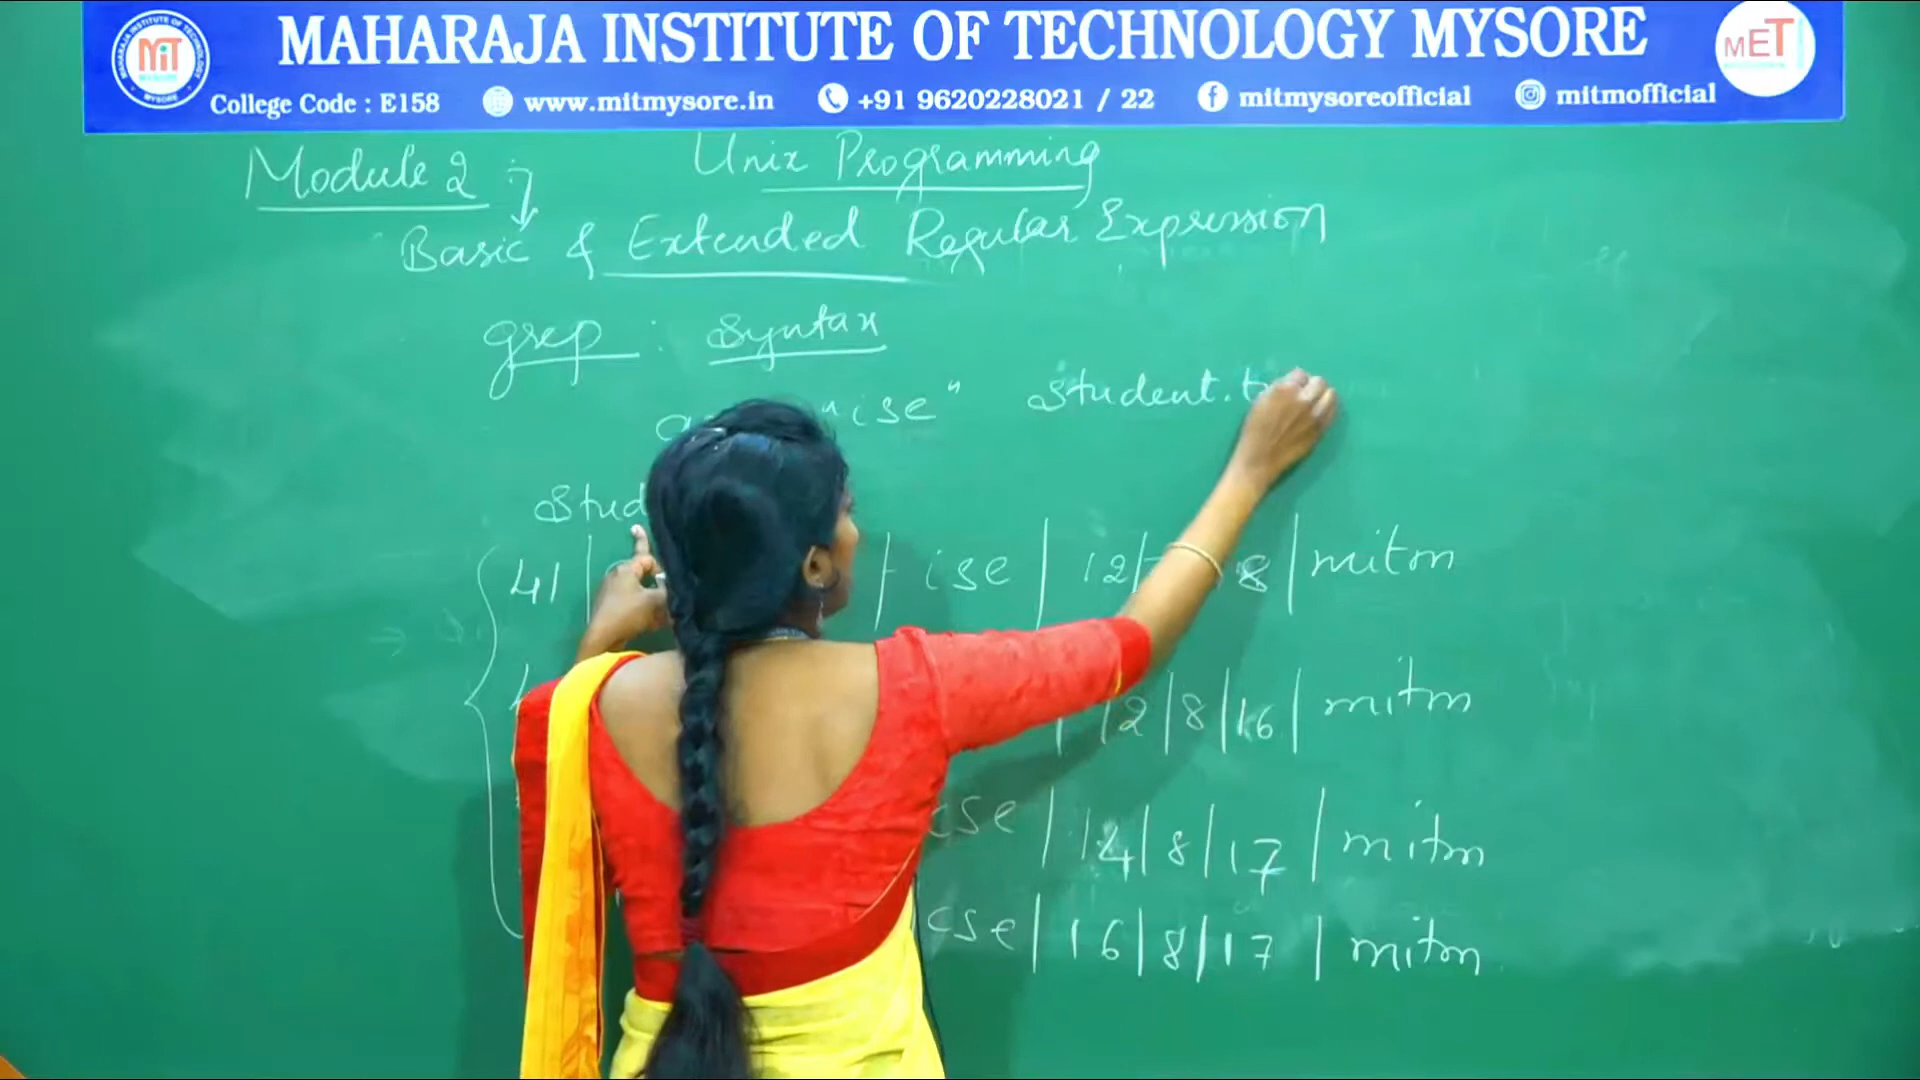 MAHARAJA INSTITUTE OF TECHNOLOGY MYSORE
College Code : E158 www.mitmysore.in +91 9620228021 / 22 mitmysoreofficial mitmofficial
MiT
MET
Module 2 :- Unix Programming
Basic & Extended Regular Expression
grep : Syntax
"ise" Student.t
Stud
41 | | ise | 12 | 8 | mitm
| 12 | 8 | 16 | mitm
cse | 14 | 8 | 17 | mitm
cse | 16 | 8 | 17 | mitm